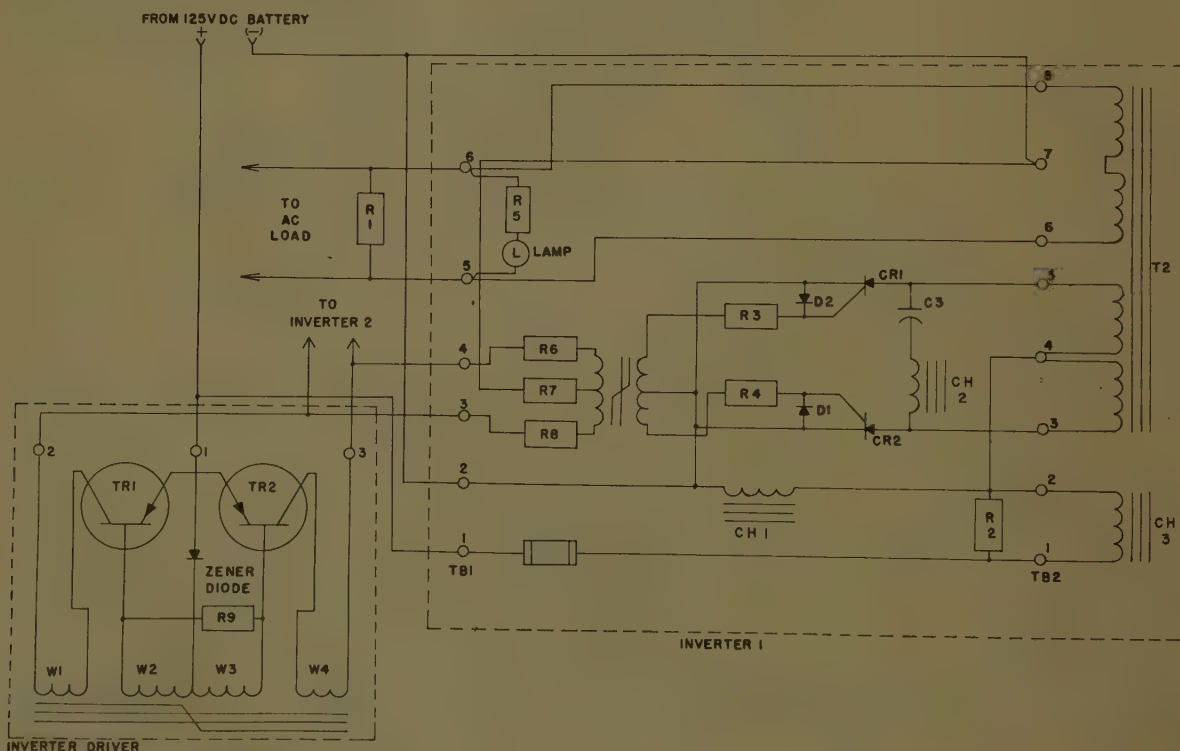 FROM 125V DC BATTERY
+ (-)
8
7
6
5
4
3
2
1
TB2
T2
CH
3
6
5
4
3
2
1
TB1
R
1
TO
AC
LOAD
R
5
L LAMP
TO
INVERTER 2
R6
R7
R8
R3
R4
D2
D1
CR1
CR2
C3
CH
2
CH 1
R
2
INVERTER 1
2
1
3
TR1
TR2
ZENER
DIODE
R9
W1
W2
W3
W4
INVERTER DRIVER